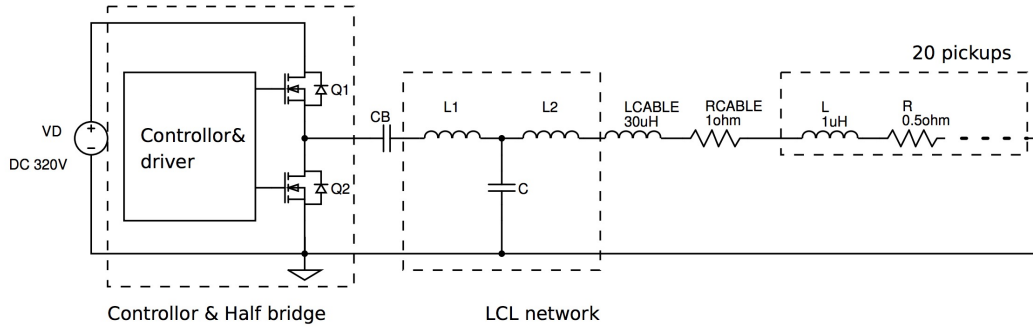 20 pickups
Q1
CB
L1
L2
LCABLE
30uH
RCABLE
1ohm
L
1uH
R
0.5ohm
VD
DC 320V
Controllor&
driver
Q2
C
Controllor & Half bridge
LCL network